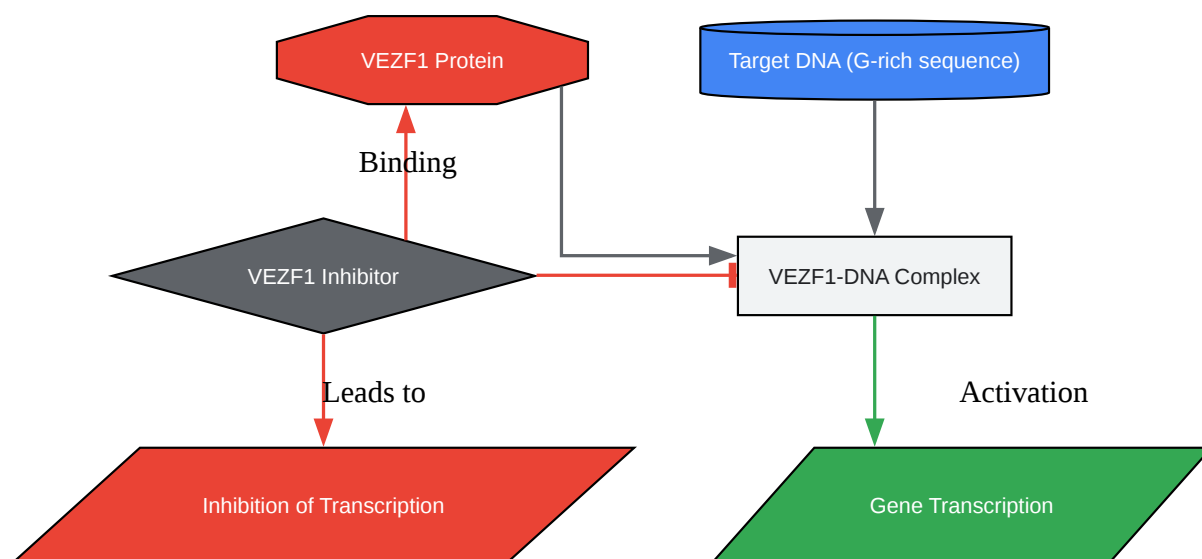 VEZF1 Protein
Target DNA (G-rich sequence)
Binding
VEZF1 Inhibitor
VEZF1-DNA Complex
Leads to
Activation
Inhibition of Transcription
Gene Transcription